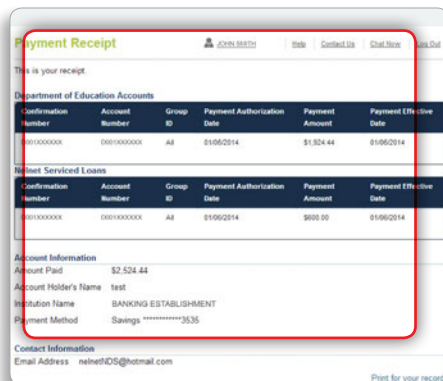 Payment Receipt JOHN SMITH Help Contact Us Chat Now Log Out
This is your receipt.
Department of Education Accounts
Confirmation Number Account Number Group ID Payment Authorization Date Payment Amount Payment Effective Date
All 01/06/2014 $1,924.44 01/06/2014
Nelnet Serviced Loans
Confirmation Number Account Number Group ID Payment Authorization Date Payment Amount Payment Effective Date
All 01/06/2014 $600.00 01/06/2014
Account Information
Amount Paid $2,524.44
Account Holder's Name test
Institution Name BANKING ESTABLISHMENT
Payment Method Savings ************3535
Contact Information
Email Address nelnetNDS@hotmail.com
Print for your record